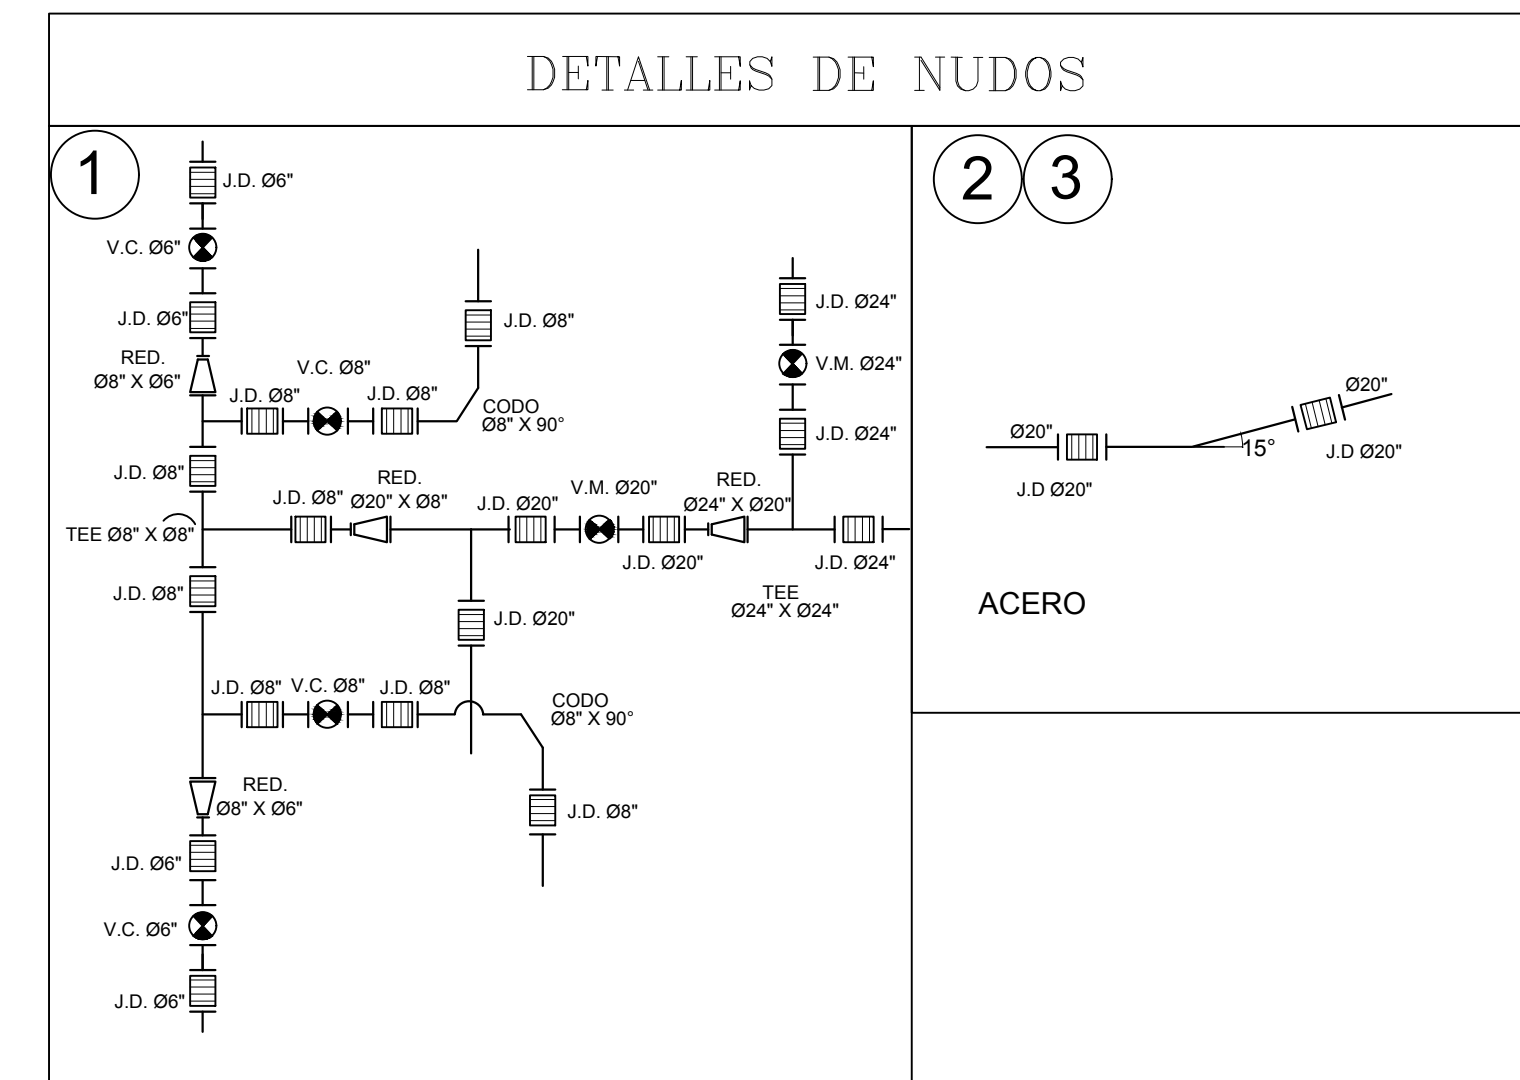 DETALLES DE NUDOS
1
J.D. Ø6"
V.C. Ø6"
J.D. Ø6"
RED.
Ø8" X Ø6"
V.C. Ø8"
J.D. Ø8"
J.D. Ø8"
J.D. Ø8"
CODO
Ø8" X 90°
J.D. Ø24"
V.M. Ø24"
J.D. Ø24"
J.D. Ø8"
TEE Ø8" X Ø8"
J.D. Ø8"
RED.
Ø20" X Ø8"
J.D. Ø20"
V.M. Ø20"
J.D. Ø20"
RED.
Ø24" X Ø20"
J.D. Ø24"
TEE
Ø24" X Ø24"
J.D. Ø8"
J.D. Ø20"
J.D. Ø8"
V.C. Ø8"
J.D. Ø8"
CODO
Ø8" X 90°
J.D. Ø8"
RED.
Ø8" X Ø6"
J.D. Ø6"
V.C. Ø6"
J.D. Ø6"
2
3
Ø20"
J.D Ø20"
15°
Ø20"
J.D Ø20"
ACERO